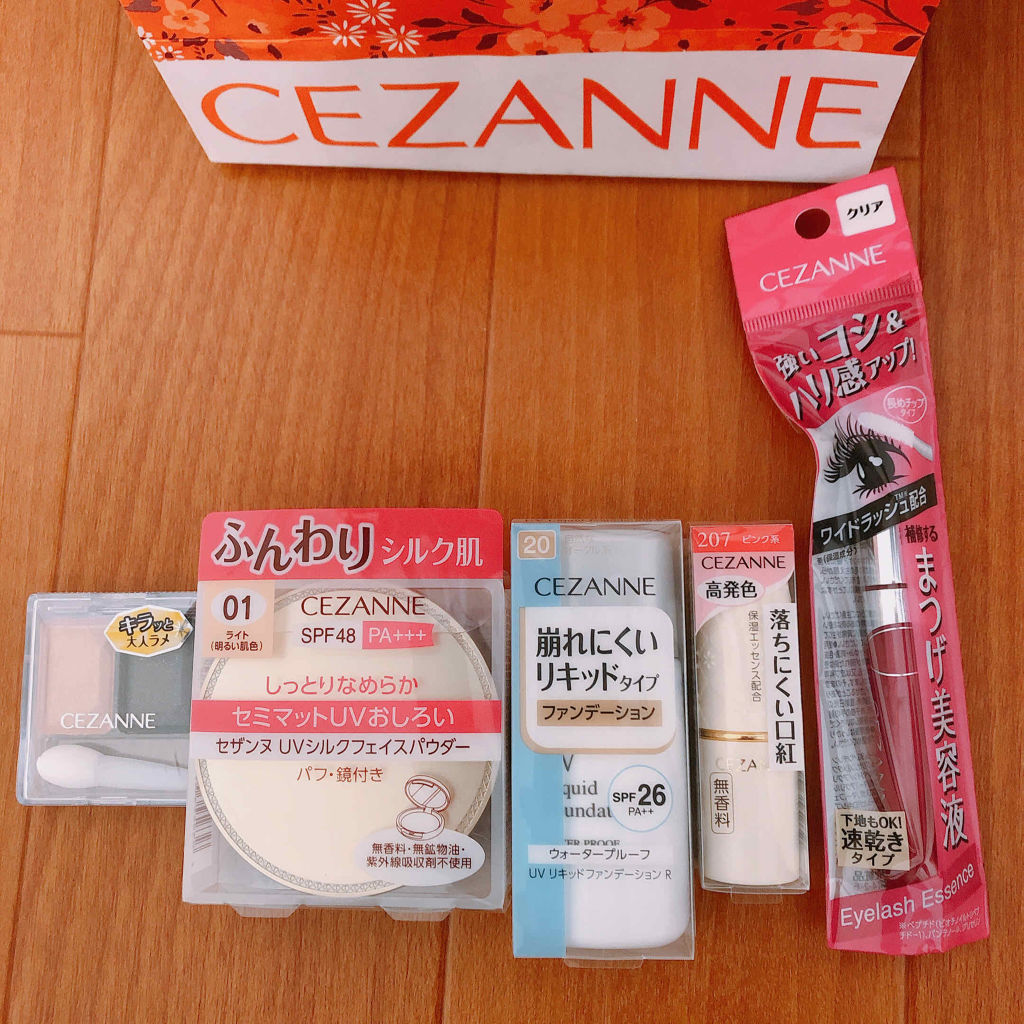 CEZANNE
クリア
CEZANNE
強いコシ&
ハリ感アップ!
長めチップ
タイプ
ワイドラッシュ™※配合
※(保湿成分)
補修する
まつげ美容液
下地もOK!
速乾き
タイプ
Eyelash Essence
キラッと
大人ラメ
CEZANNE
ふんわりシルク肌
01
ライト
(明るい肌色)
CEZANNE
SPF48 PA+++
しっとりなめらか
セミマットUVおしろい
セザンヌ UVシルクフェイスパウダー
パフ・鏡付き
無香料・無鉱物油・
紫外線吸収剤不使用
20
CEZANNE
崩れにくい
リキッドタイプ
ファンデーション
SPF26
PA++
ウォータープルーフ
UV リキッドファンデーション R
207 ピンク系
CEZANNE
高発色
保湿エッセンス配合
落ちにくい口紅
無香料